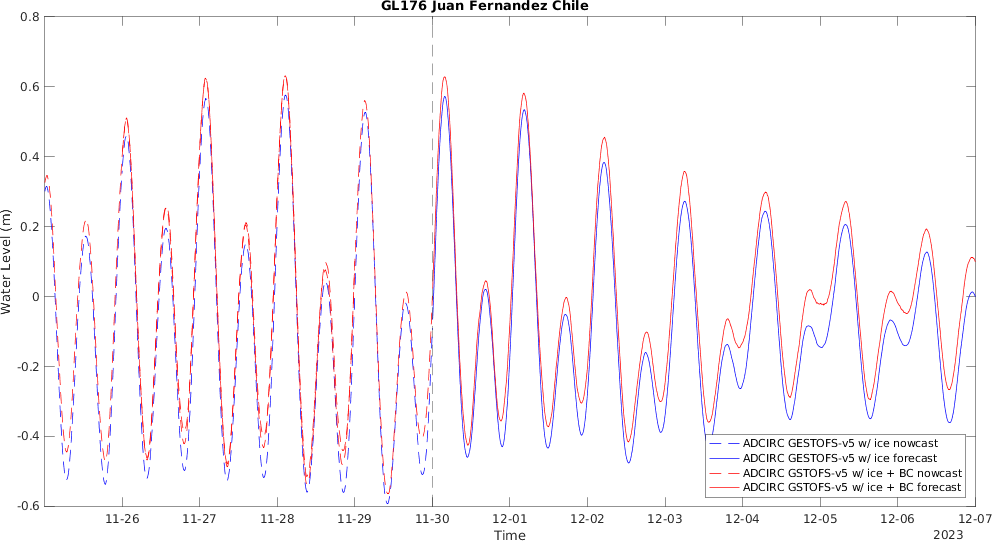 GL176 Juan Fernandez Chile
0.8
0.6
0.4
0.2
0
-0.2
-0.4
-0.6
Water Level (m)
ADCIRC GESTOFS-v5 w/ ice nowcast
ADCIRC GESTOFS-v5 w/ ice forecast
ADCIRC GSTOFS-v5 w/ ice + BC nowcast
ADCIRC GSTOFS-v5 w/ ice + BC forecast
11-26 11-27 11-28 11-29 11-30 12-01 12-02 12-03 12-04 12-05 12-06 12-07
Time
2023